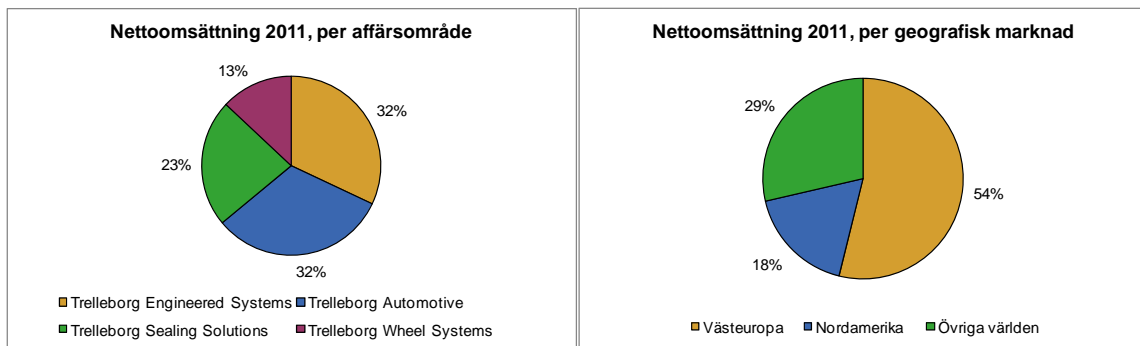 Nettoomsättning 2011, per affärsområde
13%
32%
23%
32%
Trelleborg Engineered Systems
Trelleborg Automotive
Trelleborg Sealing Solutions
Trelleborg Wheel Systems
Nettoomsättning 2011, per geografisk marknad
29%
54%
18%
Västeuropa
Nordamerika
Övriga världen